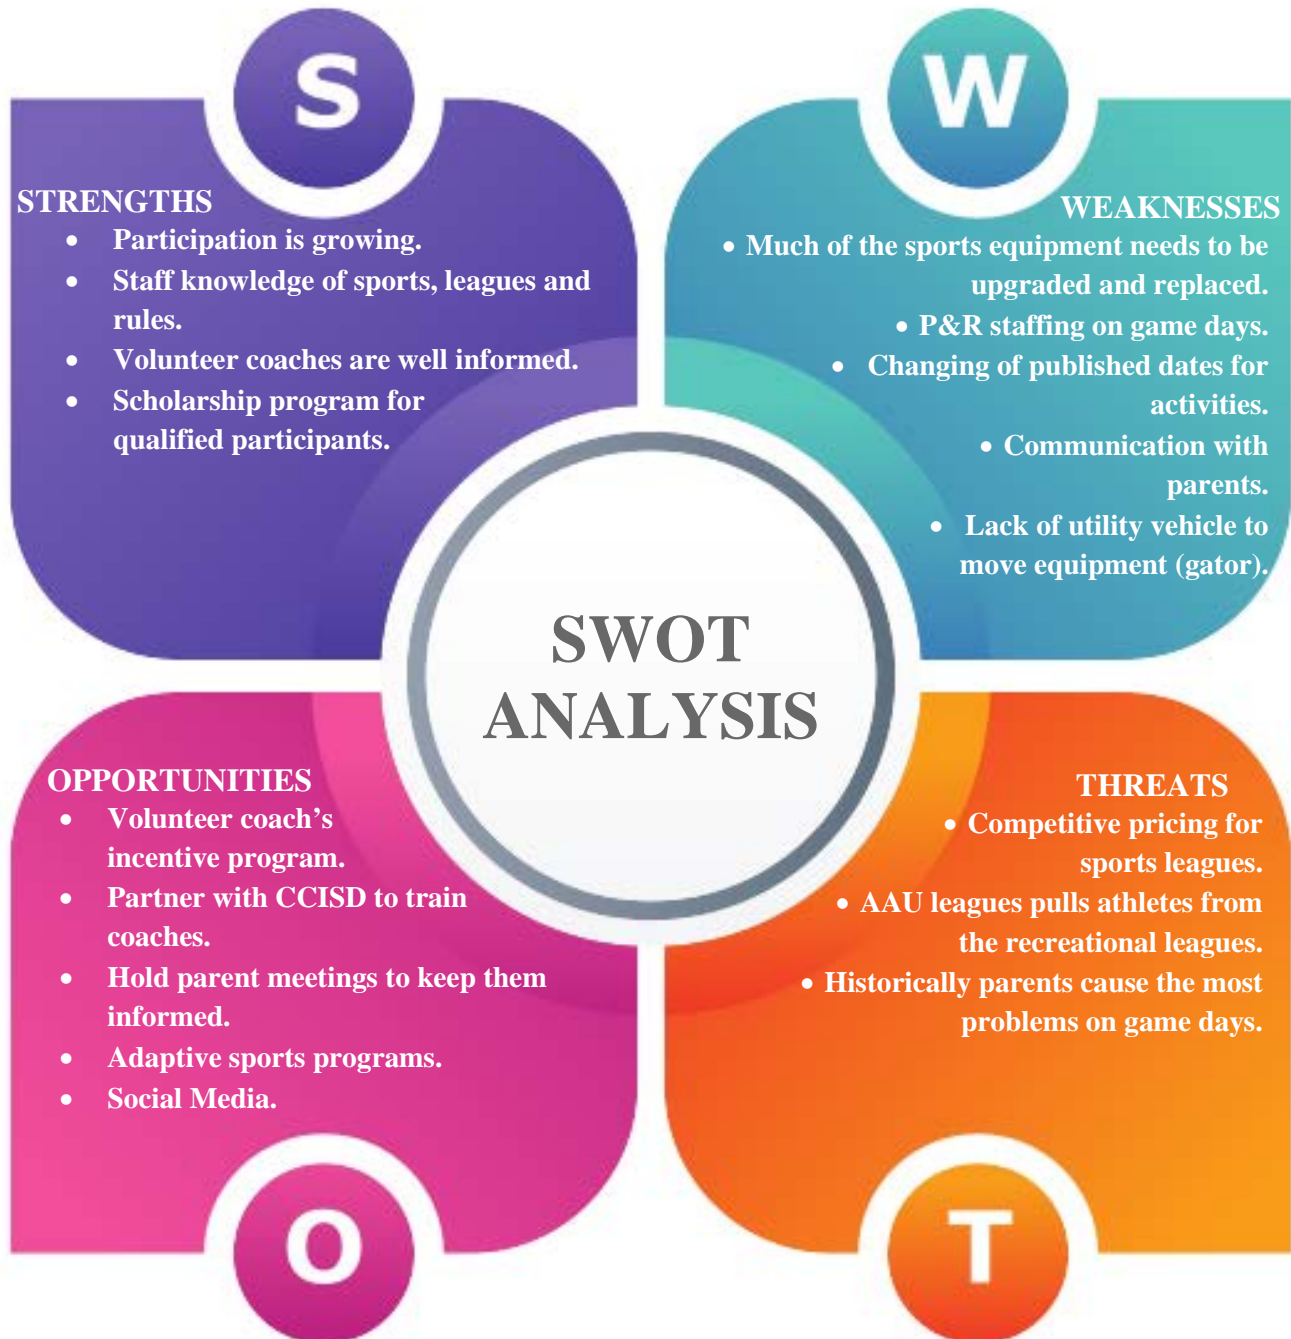 S
STRENGTHS
• Participation is growing.
• Staff knowledge of sports, leagues and
rules.
• Volunteer coaches are well informed.
• Scholarship program for
qualified participants.
W
WEAKNESSES
• Much of the sports equipment needs to be
upgraded and replaced.
• P&R staffing on game days.
• Changing of published dates for
activities.
• Communication with
parents.
• Lack of utility vehicle to
move equipment (gator).
SWOT
ANALYSIS
OPPORTUNITIES
• Volunteer coach's
incentive program.
• Partner with CCISD to train
coaches.
• Hold parent meetings to keep them
informed.
• Adaptive sports programs.
• Social Media.
O
THREATS
• Competitive pricing for
sports leagues.
• AAU leagues pulls athletes from
the recreational leagues.
• Historically parents cause the most
problems on game days.
T